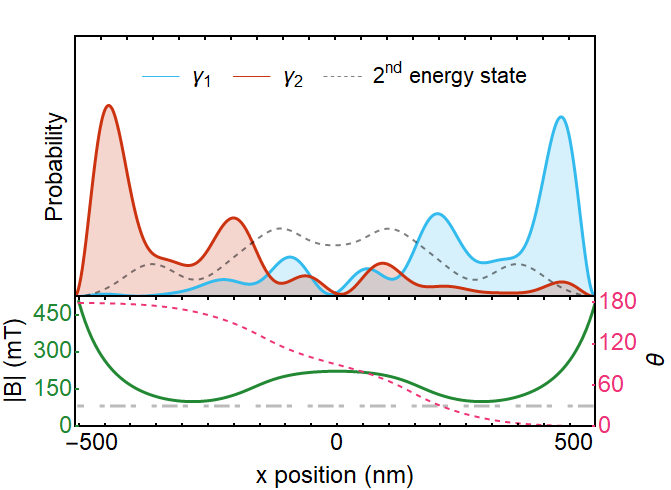 γ₁ γ₂ 2nd energy state
Probability
|B| (mT)
450
300
150
0
180
120
60
0
θ
−500 0 500
x position (nm)